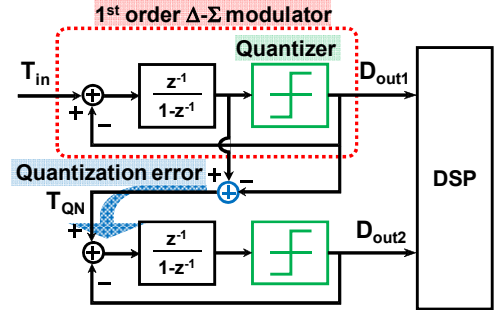 1st order Δ-Σ modulator
Quantizer
Tin
Dout1
+
−
z-1
1-z-1
+
−
Quantization error
TQN
DSP
+
−
z-1
1-z-1
Dout2